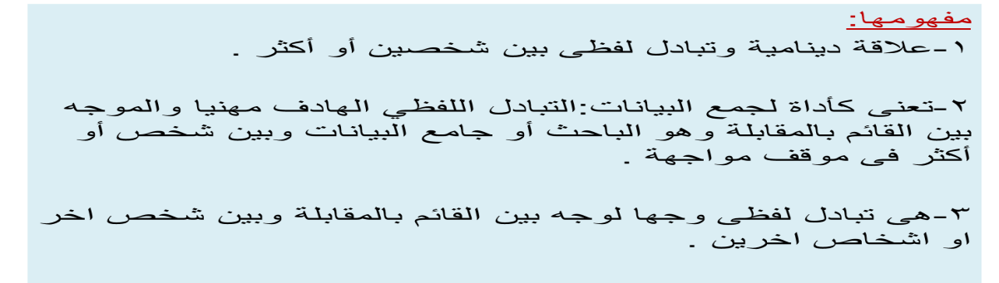 مفهومها:
١-علاقة دينامية وتبادل لفظى بين شخصين أو أكثر .
٢-تعنى كأداة لجمع البيانات:التبادل اللفظي الهادف مهنيا والموجه
بين القائم بالمقابلة وهو الباحث أو جامع البيانات وبين شخص أو
أكثر فى موقف مواجهة .
٣-هى تبادل لفظى وجها لوجه بين القائم بالمقابلة وبين شخص اخر
او اشخاص اخرين .